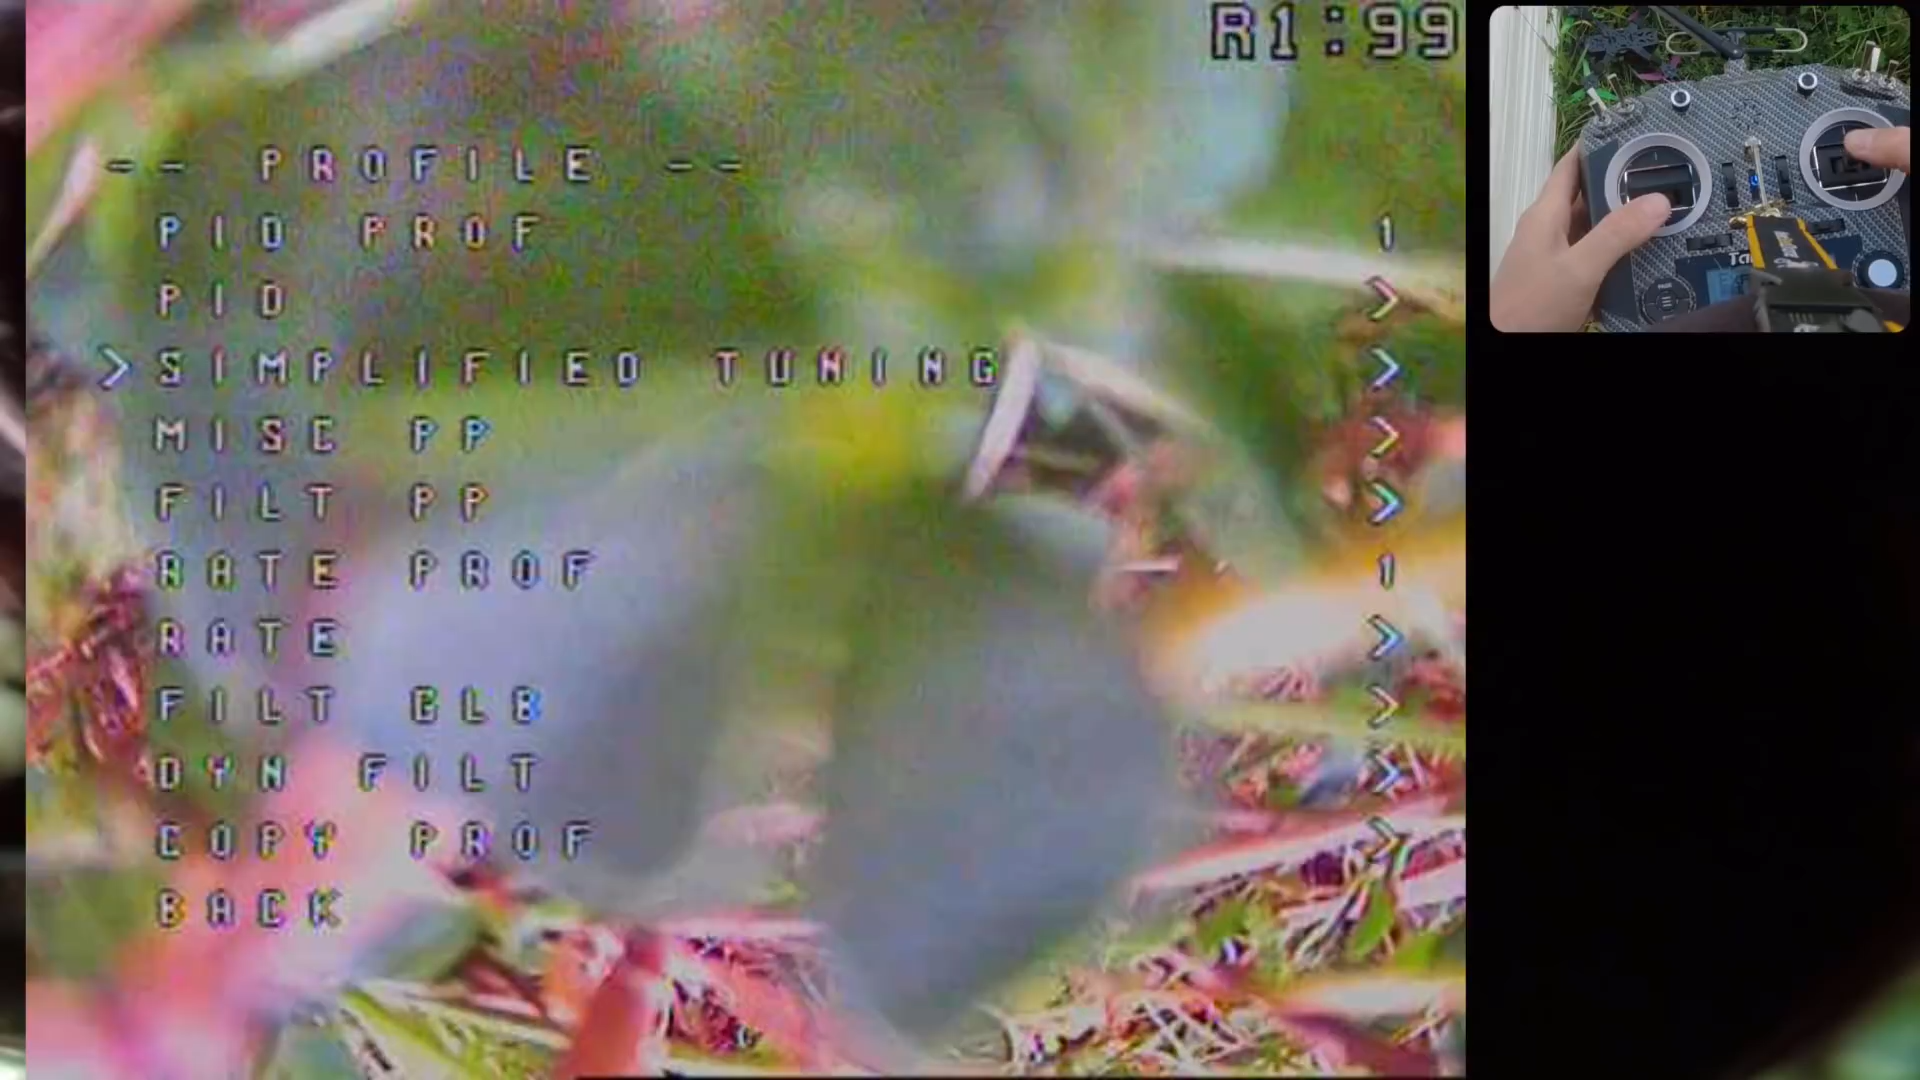 R1:99
-- PROFILE --
PID PROF 1
PID >
> SIMPLIFIED TUNING >
MISC PP >
FILT PP >
RATE PROF 1
RATE >
FILT GLB >
DYN FILT >
COPY PROF >
BACK